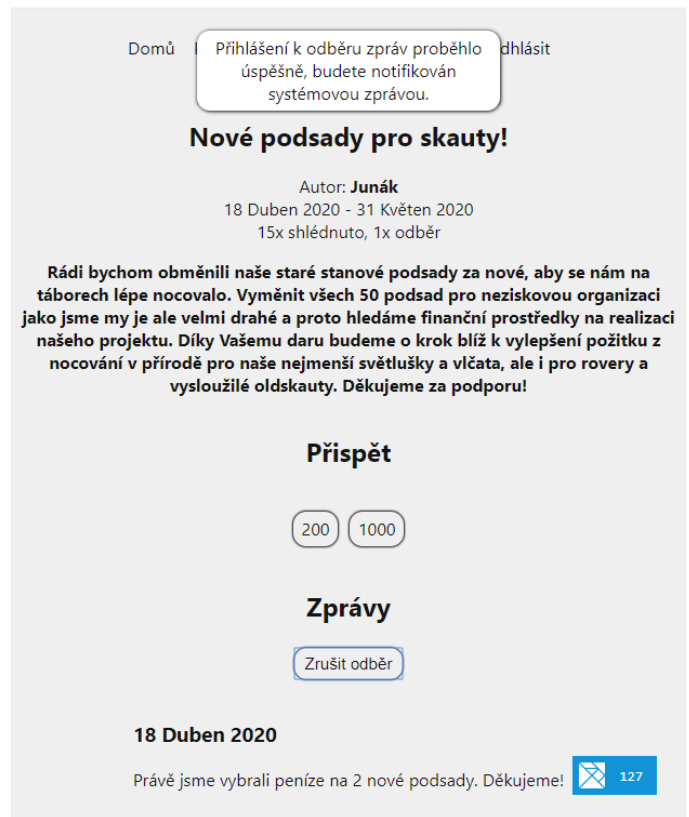 Domů
Přihlášení k odběru zpráv proběhlo
úspěšně, budete notifikován
systémovou zprávou.
Nové podsady pro skauty!
Autor: Junák
18 Duben 2020 - 31 Květen 2020
15x shlédnuto, 1x odběr
Rádi bychom obměnili naše staré stanové podsady za nové, aby se nám na
táborech lépe nocovalo. Vyměnit všech 50 podsad pro neziskovou organizaci
jako jsme my je ale velmi drahé a proto hledáme finanční prostředky na realizaci
našeho projektu. Díky Vašemu daru budeme o krok blíž k vylepšení požitku z
nocování v přírodě pro naše nejmenší světlušky a vlčata, ale i pro rovery a
vysloužilé oldskauty. Děkujeme za podporu!
Přispět
200 1000
Zprávy
Zrušit odběr
18 Duben 2020
Právě jsme vybrali peníze na 2 nové podsady. Děkujeme! 127